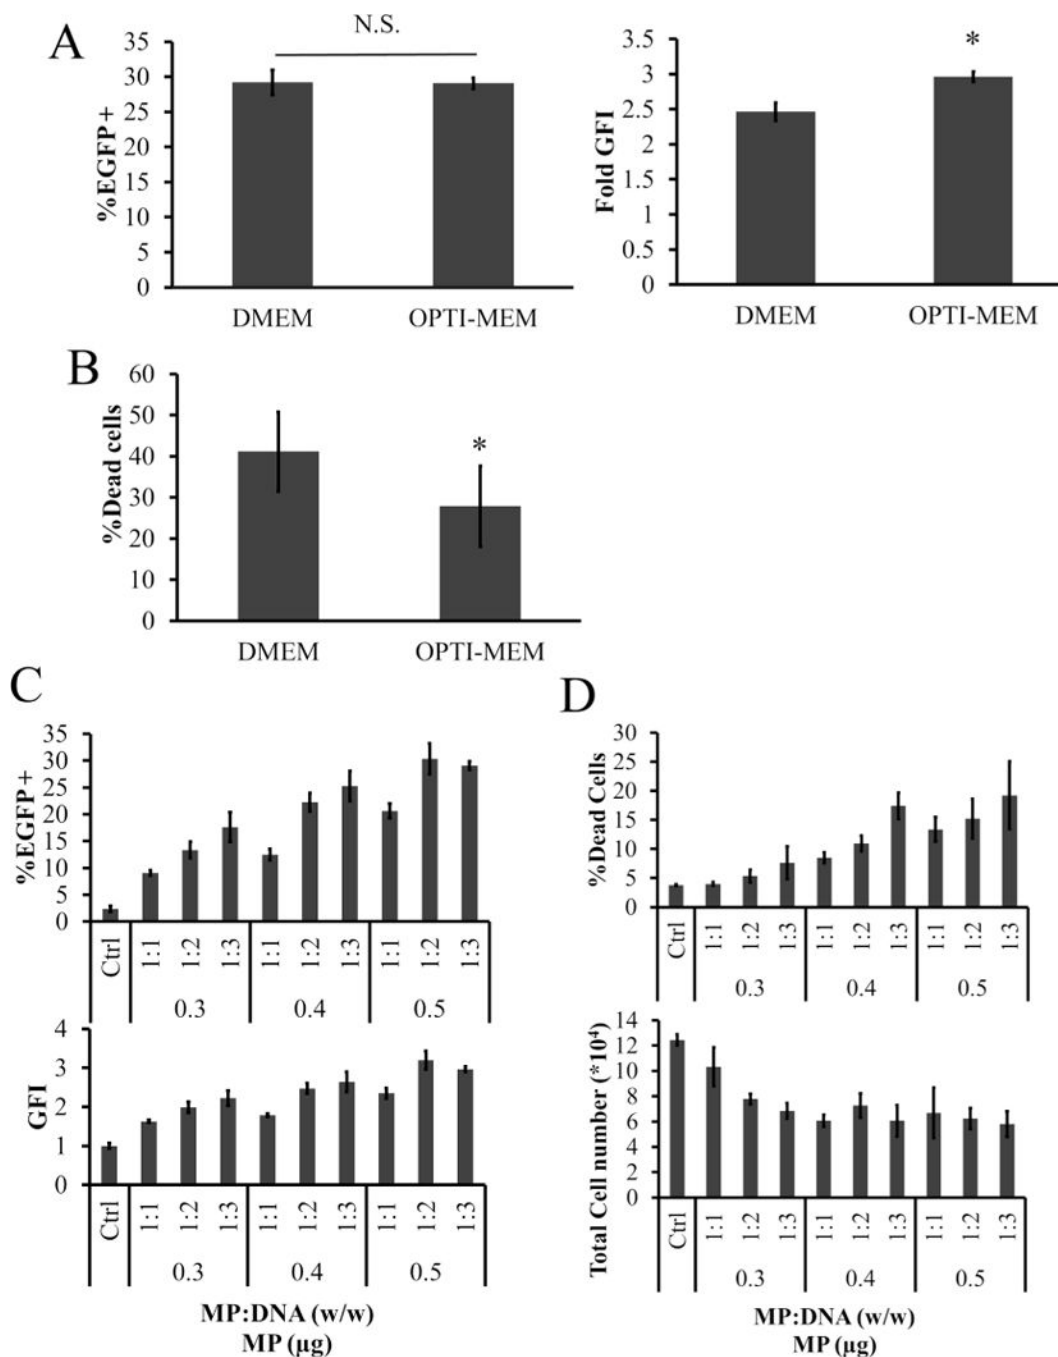 A
N.S.
%EGFP+
35
30
25
20
15
10
5
0
DMEM OPTI-MEM
*
Fold GFI
3.5
3
2.5
2
1.5
1
0.5
0
DMEM OPTI-MEM
B
%Dead cells
60
50
40
30
20
10
0
*
DMEM OPTI-MEM
C
%EGFP+
35
30
25
20
15
10
5
0
Ctrl 1:1 1:2 1:3 1:1 1:2 1:3 1:1 1:2 1:3
0.3 0.4 0.5
GFI
4
3
2
1
0
Ctrl 1:1 1:2 1:3 1:1 1:2 1:3 1:1 1:2 1:3
0.3 0.4 0.5
MP:DNA (w/w)
MP (μg)
D
%Dead Cells
30
25
20
15
10
5
0
Ctrl 1:1 1:2 1:3 1:1 1:2 1:3 1:1 1:2 1:3
0.3 0.4 0.5
Total Cell number (*10⁴)
14
12
10
8
6
4
2
0
Ctrl 1:1 1:2 1:3 1:1 1:2 1:3 1:1 1:2 1:3
0.3 0.4 0.5
MP:DNA (w/w)
MP (μg)